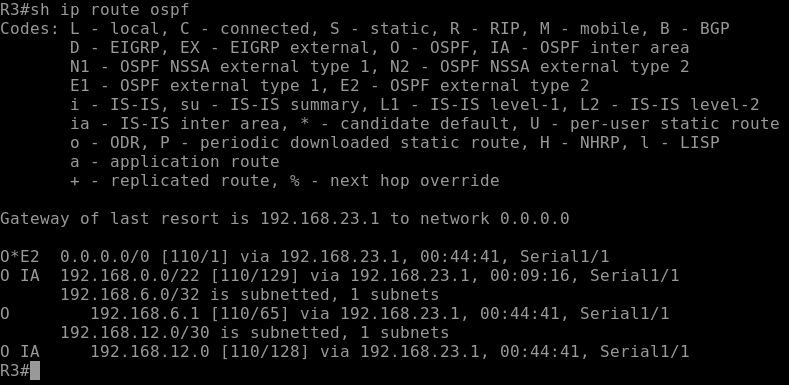 R3#sh ip route ospf
Codes: L - local, C - connected, S - static, R - RIP, M - mobile, B - BGP
       D - EIGRP, EX - EIGRP external, O - OSPF, IA - OSPF inter area
       N1 - OSPF NSSA external type 1, N2 - OSPF NSSA external type 2
       E1 - OSPF external type 1, E2 - OSPF external type 2
       i - IS-IS, su - IS-IS summary, L1 - IS-IS level-1, L2 - IS-IS level-2
       ia - IS-IS inter area, * - candidate default, U - per-user static route
       o - ODR, P - periodic downloaded static route, H - NHRP, l - LISP
       a - application route
       + - replicated route, % - next hop override
Gateway of last resort is 192.168.23.1 to network 0.0.0.0
O*E2  0.0.0.0/0 [110/1] via 192.168.23.1, 00:44:41, Serial1/1
O IA  192.168.0.0/22 [110/129] via 192.168.23.1, 00:09:16, Serial1/1
      192.168.6.0/32 is subnetted, 1 subnets
O        192.168.6.1 [110/65] via 192.168.23.1, 00:44:41, Serial1/1
      192.168.12.0/30 is subnetted, 1 subnets
O IA     192.168.12.0 [110/128] via 192.168.23.1, 00:44:41, Serial1/1
R3#